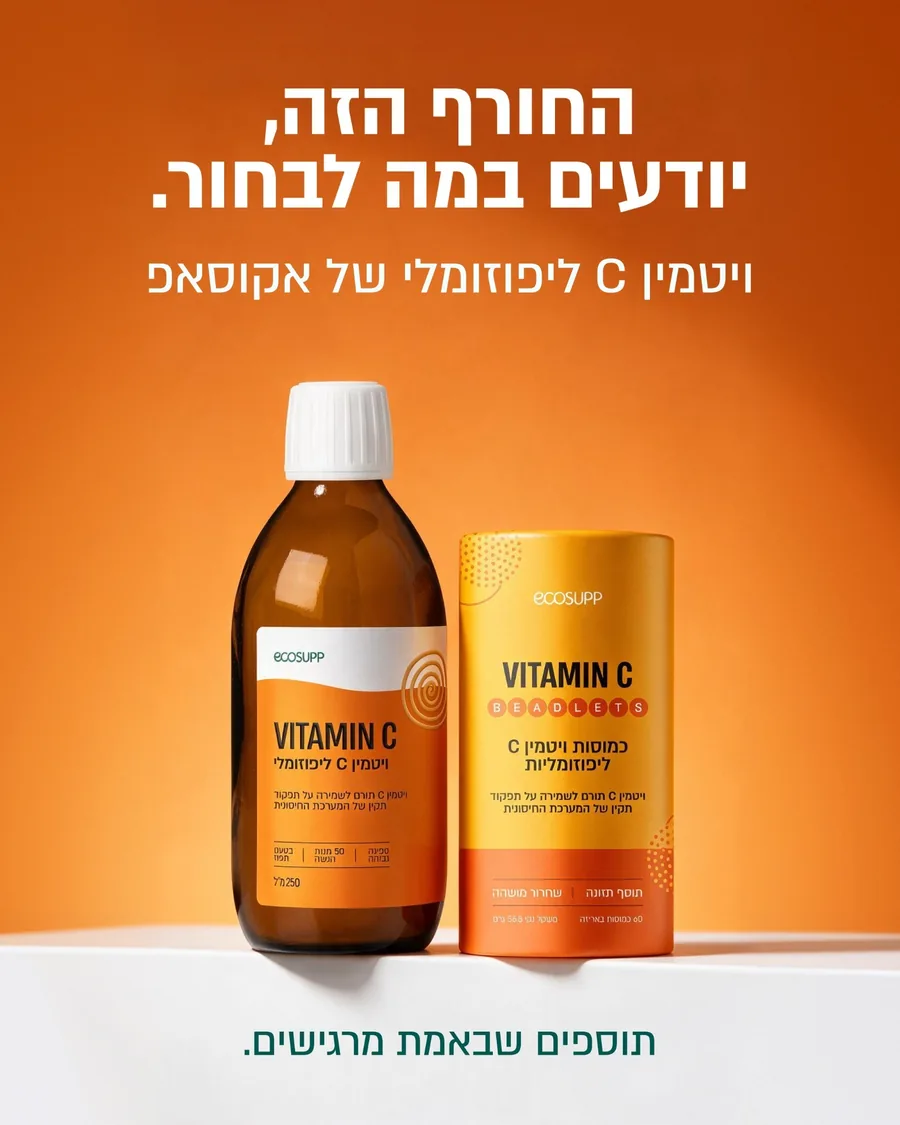 החורף הזה,
יודעים במה לבחור.
ויטמין C ליפוזומלי של אקוסאפ
ecosupp
VITAMIN C
ויטמין C ליפוזומלי
ויטמין C תורם לשמירה על תפקוד
תקין של המערכת החיסונית
ספיגה גבוהה | 50 מנות הגשה | בטעם תפוז
250 מ"ל
ecosupp
VITAMIN C
BEADLETS
כמוסות ויטמין C
ליפוזומליות
ויטמין C תורם לשמירה על תפקוד
תקין של המערכת החיסונית
תוסף תזונה | שחרור מושהה
60 כמוסות באריזה
תוספים שבאמת מרגישים.